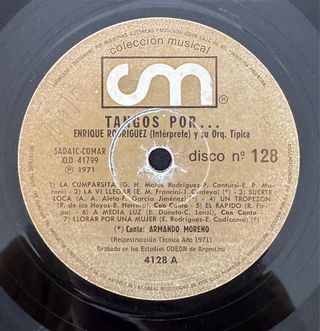 colección musical
cm
®
TANGOS POR...
ENRIQUE RODRIGUEZ (Intérprete) y su Orq. Típica
SADAIC-COMAR
XLD 41799
Ⓟ 1971
disco nº 128
1) LA CUMPARSITA (G. H. Matos Rodríguez-P. Contursi-E. P. Maroni) - 2) LA VI LLEGAR (E. M. Francini-J. Centeya) (*) - 3) SUERTE
LOCA (A. A. Aieta-F. García Jiménez) (*) - 4) UN TROPEZON
(R. de los Hoyos-B. Herrera) Con Canto - 5) EL RAPIDO (R. Firpo) - 6) A MEDIA LUZ (E. Donato-C. Lenzi), Con Canto
7) LLORAR POR UNA MUJER (E. Rodríguez-E. Cadícamo) (*)
(*) Canta: ARMANDO MORENO
(Reconstrucción Técnica Año 1971)
Grabado en los Estudios ODEON de Argentina
4128 A